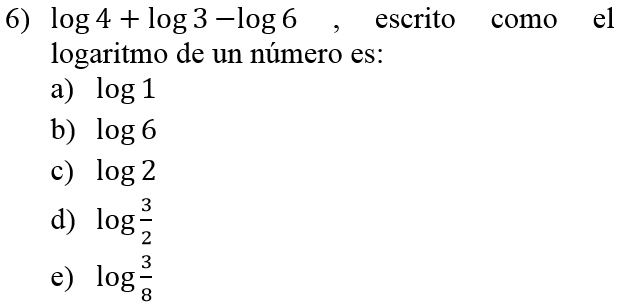 6) log 4 + log 3 −log 6 , escrito como el
logaritmo de un número es:
a) log 1
b) log 6
c) log 2
d) log 3/2
e) log 3/8